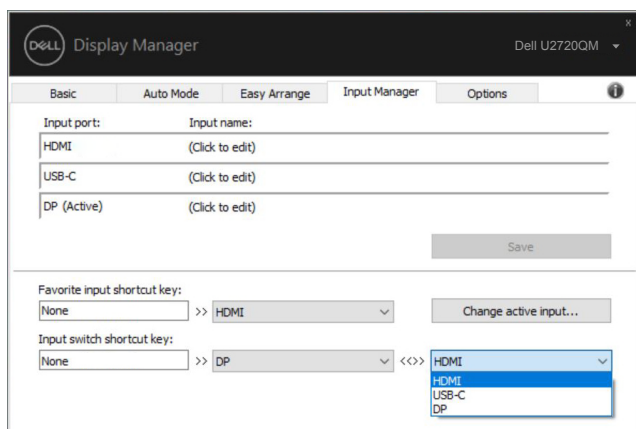 x
DELL Display Manager Dell U2720QM
Basic Auto Mode Easy Arrange Input Manager Options i
Input port: Input name:
HDMI (Click to edit)
USB-C (Click to edit)
DP (Active) (Click to edit)
Save
Favorite input shortcut key:
None >> HDMI Change active input...
Input switch shortcut key:
None >> DP <<>> HDMI
HDMI
USB-C
DP